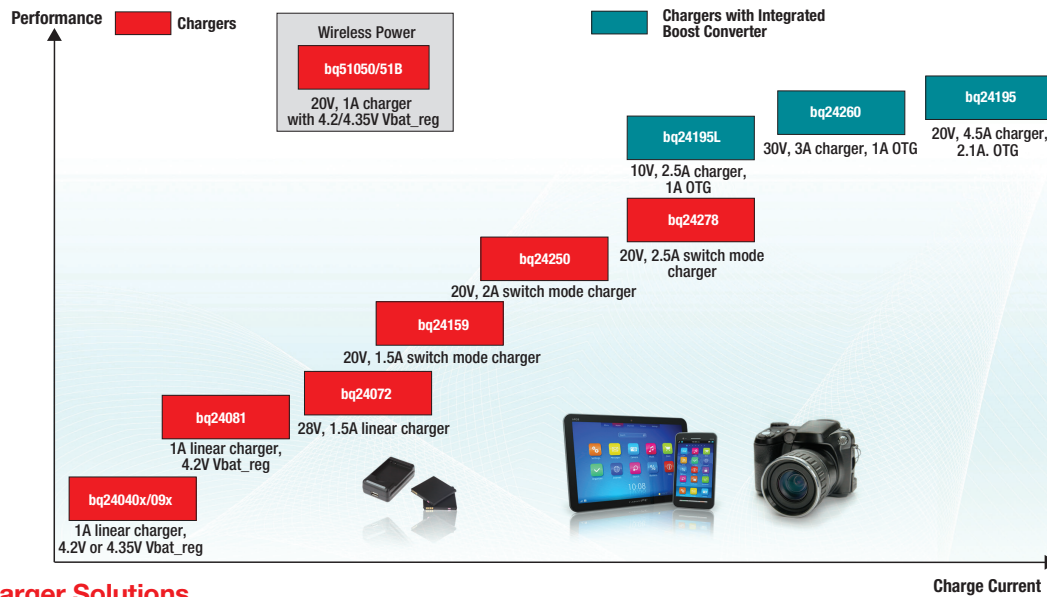 Performance
Chargers
Chargers with Integrated
Boost Converter
Wireless Power
bq51050/51B
20V, 1A charger
with 4.2/4.35V Vbat_reg
bq24195
20V, 4.5A charger,
2.1A. OTG
bq24260
30V, 3A charger, 1A OTG
bq24195L
10V, 2.5A charger,
1A OTG
bq24278
20V, 2.5A switch mode
charger
bq24250
20V, 2A switch mode charger
bq24159
20V, 1.5A switch mode charger
bq24072
28V, 1.5A linear charger
bq24081
1A linear charger,
4.2V Vbat_reg
bq24040x/09x
1A linear charger,
4.2V or 4.35V Vbat_reg
10:08
Charge Current
arger Solutions